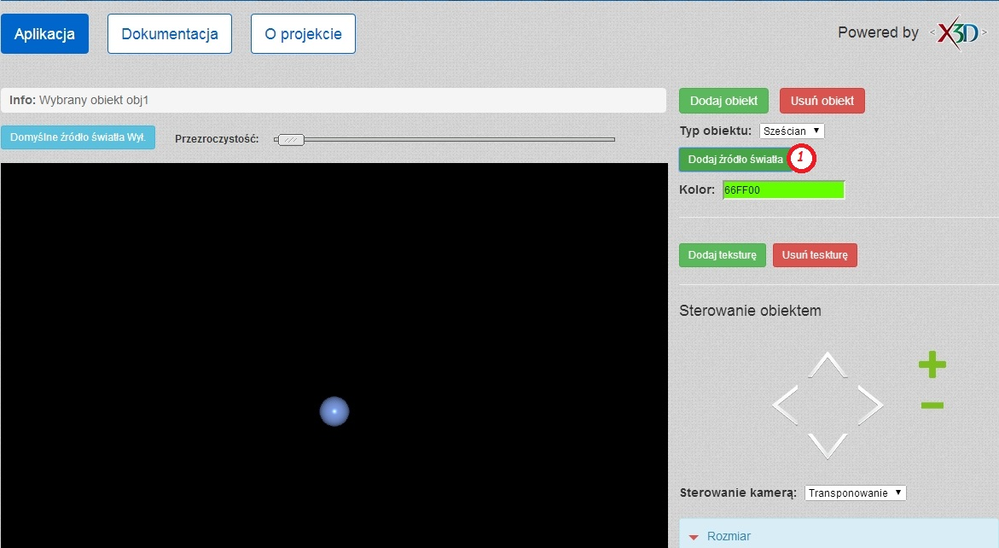 Aplikacja
Dokumentacja
O projekcie
Powered by X3D
Info: Wybrany obiekt obj1
Domyślne źródło światła Wył.
Przezroczystość:
Dodaj obiekt
Usuń obiekt
Typ obiektu: Sześcian
Dodaj źródło światła
1
Kolor: 66FF00
Dodaj teksturę
Usuń teskturę
Sterowanie obiektem
Sterowanie kamerą: Transponowanie
Rozmiar